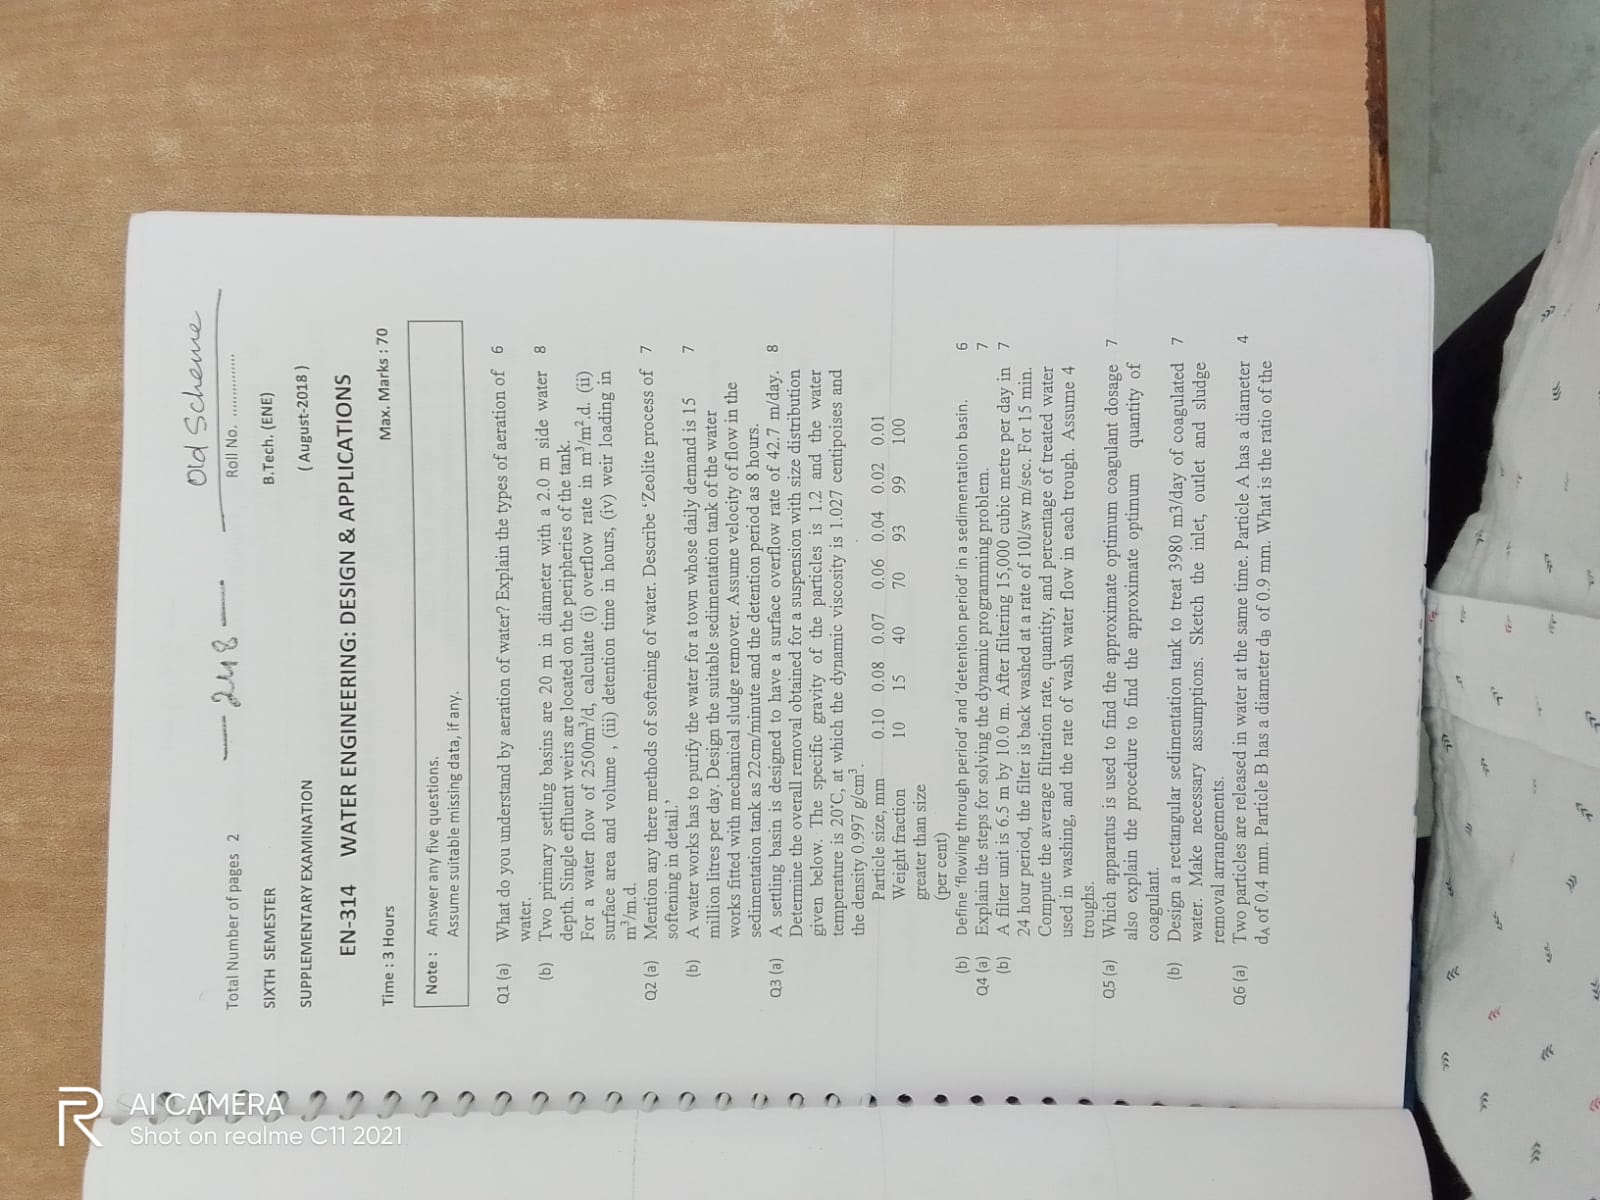 Old Scheme
— 248 —
Total Number of pages 2
Roll No. ................
SIXTH SEMESTER
B.Tech. (ENE)
SUPPLEMENTARY EXAMINATION
( August-2018 )
EN-314 WATER ENGINEERING: DESIGN & APPLICATIONS
Time : 3 Hours
Max. Marks : 70
Note : Answer any five questions.
Assume suitable missing data, if any.
Q1 (a) What do you understand by aeration of water? Explain the types of aeration of 6
water.
(b) Two primary settling basins are 20 m in diameter with a 2.0 m side water 8
depth. Single effluent weirs are located on the peripheries of the tank.
For a water flow of 2500m³/d, calculate (i) overflow rate in m³/m².d. (ii)
surface area and volume , (iii) detention time in hours, (iv) weir loading in
m³/m.d.
Q2 (a) Mention any there methods of softening of water. Describe 'Zeolite process of 7
softening in detail.'
(b) A water works has to purify the water for a town whose daily demand is 15 7
million litres per day. Design the suitable sedimentation tank of the water
works fitted with mechanical sludge remover. Assume velocity of flow in the
sedimentation tank as 22cm/minute and the detention period as 8 hours.
Q3 (a) A settling basin is designed to have a surface overflow rate of 42.7 m/day. 8
Determine the overall removal obtained for a suspension with size distribution
given below. The specific gravity of the particles is 1.2 and the water
temperature is 20°C, at which the dynamic viscosity is 1.027 centipoises and
the density 0.997 g/cm³.
Particle size, mm 0.10 0.08 0.07 0.06 0.04 0.02 0.01
Weight fraction 10 15 40 70 93 99 100
greater than size
(per cent)
(b) Define 'flowing through period' and 'detention period' in a sedimentation basin. 6
Q4 (a) Explain the steps for solving the dynamic programming problem. 7
(b) A filter unit is 6.5 m by 10.0 m. After filtering 15,000 cubic metre per day in 7
24 hour period, the filter is back washed at a rate of 10l/sw m/sec. For 15 min.
Compute the average filtration rate, quantity, and percentage of treated water
used in washing, and the rate of wash water flow in each trough. Assume 4
troughs.
Q5 (a) Which apparatus is used to find the approximate optimum coagulant dosage 7
also explain the procedure to find the approximate optimum quantity of
coagulant.
(b) Design a rectangular sedimentation tank to treat 3980 m3/day of coagulated 7
water. Make necessary assumptions. Sketch the inlet, outlet and sludge
removal arrangements.
Q6 (a) Two particles are released in water at the same time. Particle A has a diameter 4
dA of 0.4 mm. Particle B has a diameter dB of 0.9 mm. What is the ratio of the
AI CAMERA
Shot on realme C11 2021